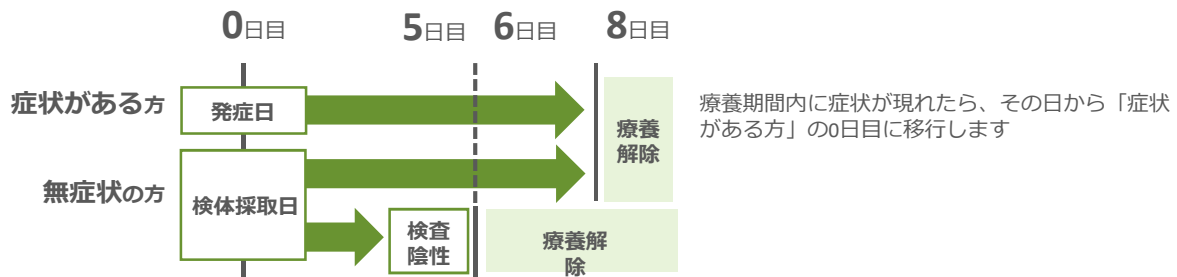 0日目 5日目 6日目 8日目
症状がある方
発症日
療養期間内に症状が現れたら、その日から「症状
がある方」の0日目に移行します
療養
解除
無症状の方
検体採取日
検査
陰性
療養解
除